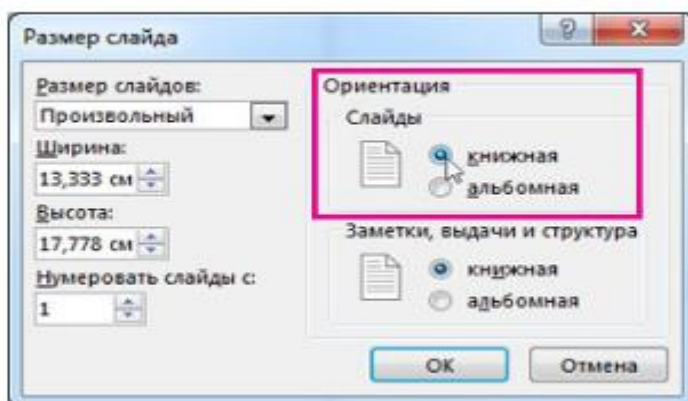 Размер слайда
Размер слайдов:
Произвольный
Ширина:
13,333 см
Высота:
17,778 см
Нумеровать слайды с:
1
Ориентация
Слайды
книжная
альбомная
Заметки, выдачи и структура
книжная
альбомная
ОК
Отмена